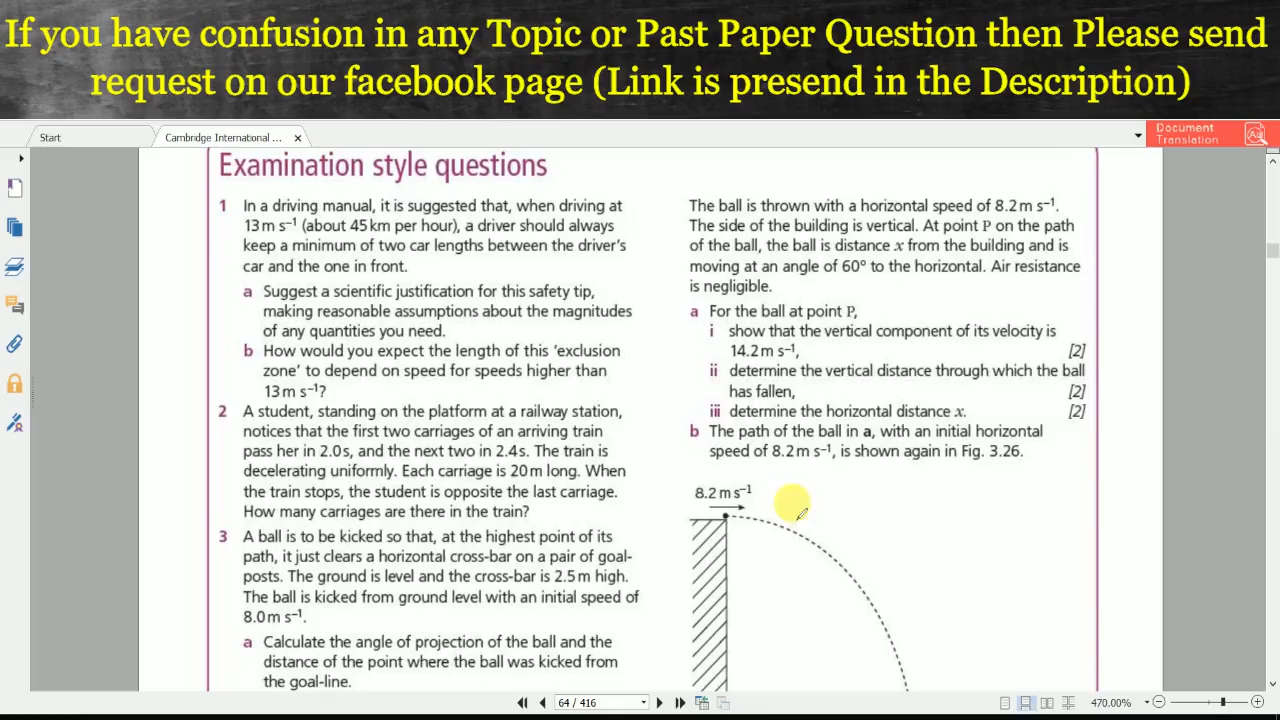 If you have confusion in any Topic or Past Paper Question then Please send
request on our facebook page (Link is presend in the Description)
Start
Cambridge International ...
Document
Translation
Examination style questions
1 In a driving manual, it is suggested that, when driving at
13 m s⁻¹ (about 45 km per hour), a driver should always
keep a minimum of two car lengths between the driver's
car and the one in front.
a Suggest a scientific justification for this safety tip,
making reasonable assumptions about the magnitudes
of any quantities you need.
b How would you expect the length of this 'exclusion
zone' to depend on speed for speeds higher than
13 m s⁻¹?
2 A student, standing on the platform at a railway station,
notices that the first two carriages of an arriving train
pass her in 2.0 s, and the next two in 2.4 s. The train is
decelerating uniformly. Each carriage is 20 m long. When
the train stops, the student is opposite the last carriage.
How many carriages are there in the train?
3 A ball is to be kicked so that, at the highest point of its
path, it just clears a horizontal cross-bar on a pair of goal-
posts. The ground is level and the cross-bar is 2.5 m high.
The ball is kicked from ground level with an initial speed of
8.0 m s⁻¹.
a Calculate the angle of projection of the ball and the
distance of the point where the ball was kicked from
the goal-line.
The ball is thrown with a horizontal speed of 8.2 m s⁻¹.
The side of the building is vertical. At point P on the path
of the ball, the ball is distance x from the building and is
moving at an angle of 60° to the horizontal. Air resistance
is negligible.
a For the ball at point P,
i show that the vertical component of its velocity is
14.2 m s⁻¹, [2]
ii determine the vertical distance through which the ball
has fallen, [2]
iii determine the horizontal distance x. [2]
b The path of the ball in a, with an initial horizontal
speed of 8.2 m s⁻¹, is shown again in Fig. 3.26.
8.2 m s⁻¹
64 / 416
470.00%